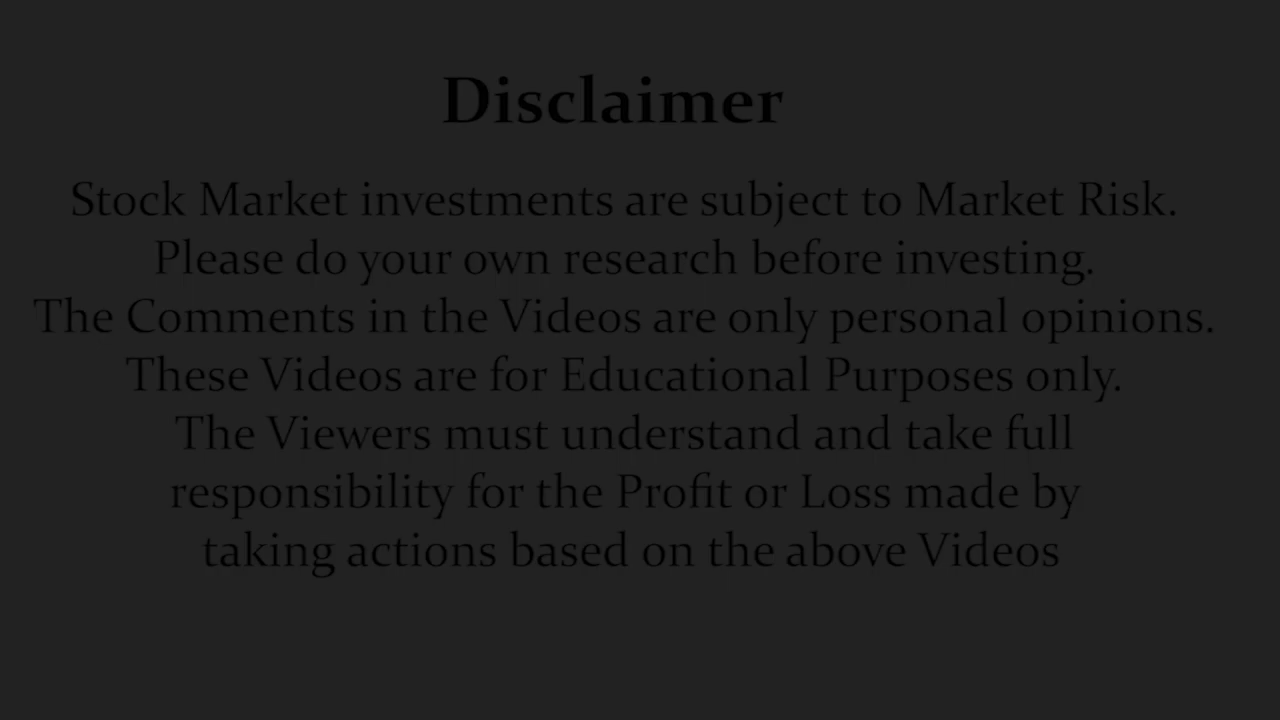 Disclaimer
Stock Market investments are subject to Market Risk.
Please do your own research before investing.
The Comments in the Videos are only personal opinions.
These Videos are for Educational Purposes only.
The Viewers must understand and take full
responsibility for the Profit or Loss made by
taking actions based on the above Videos